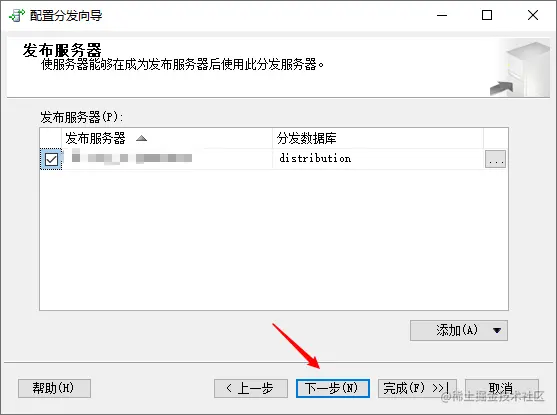 配置分发向导
发布服务器
使服务器能够在成为发布服务器后使用此分发服务器。
发布服务器(P):
发布服务器 分发数据库
distribution ...
添加(A)
帮助(H) < 上一步 下一步(N) 完成(F) >>| 取消
@稀土掘金技术社区